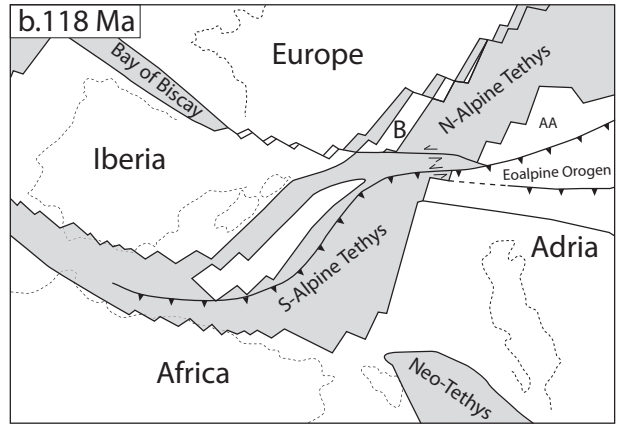 b.118 Ma
Bay of Biscay
Europe
N-Alpine Tethys
B
AA
Iberia
Eoalpine Orogen
S-Alpine Tethys
Adria
Africa
Neo-Tethys